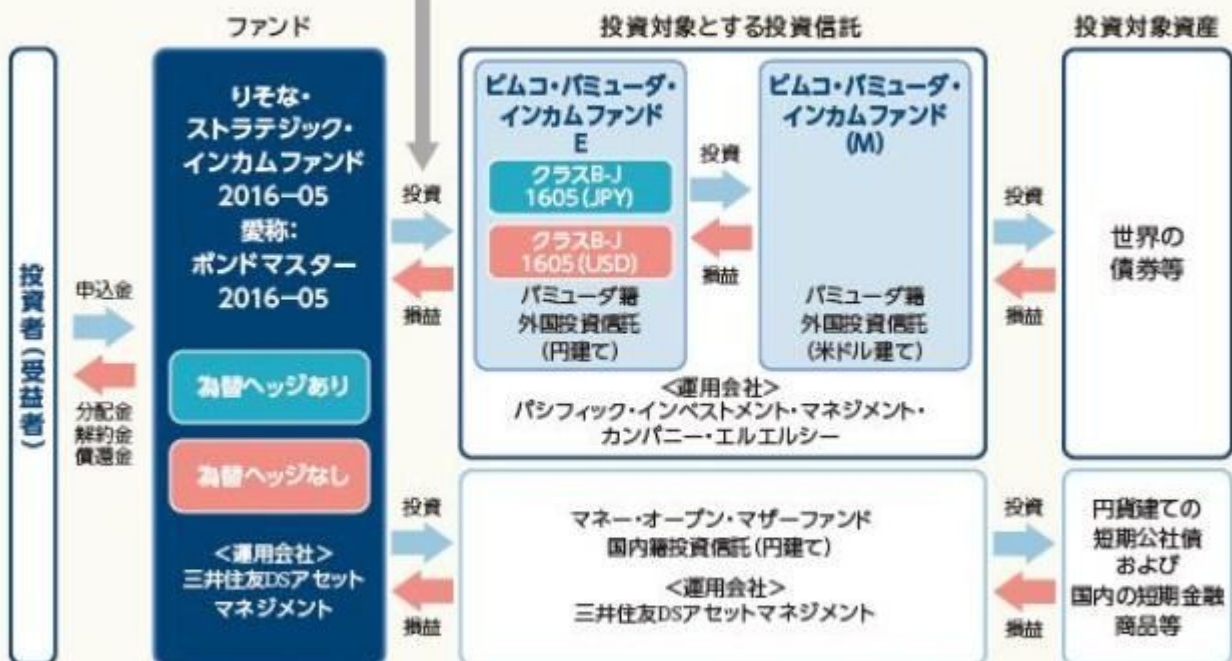 ファンド
投資対象とする投資信託
投資対象資産
投資者(受益者)
申込金
分配金
解約金
償還金
りそな・
ストラテジック・
インカムファンド
2016-05
愛称:
ボンドマスター
2016-05
為替ヘッジあり
為替ヘッジなし
<運用会社>
三井住友DSアセット
マネジメント
投資
損益
ピムコ・バミューダ・
インカムファンド
E
クラスB-J
1605(JPY)
クラスB-J
1605(USD)
バミューダ籍
外国投資信託
(円建て)
投資
損益
ピムコ・バミューダ・
インカムファンド
(M)
バミューダ籍
外国投資信託
(米ドル建て)
<運用会社>
パシフィック・インベストメント・マネジメント・
カンパニー・エルエルシー
投資
損益
世界の
債券等
投資
損益
マネー・オープン・マザーファンド
国内籍投資信託(円建て)
<運用会社>
三井住友DSアセットマネジメント
投資
損益
円貨建ての
短期公社債
および
国内の短期金融
商品等